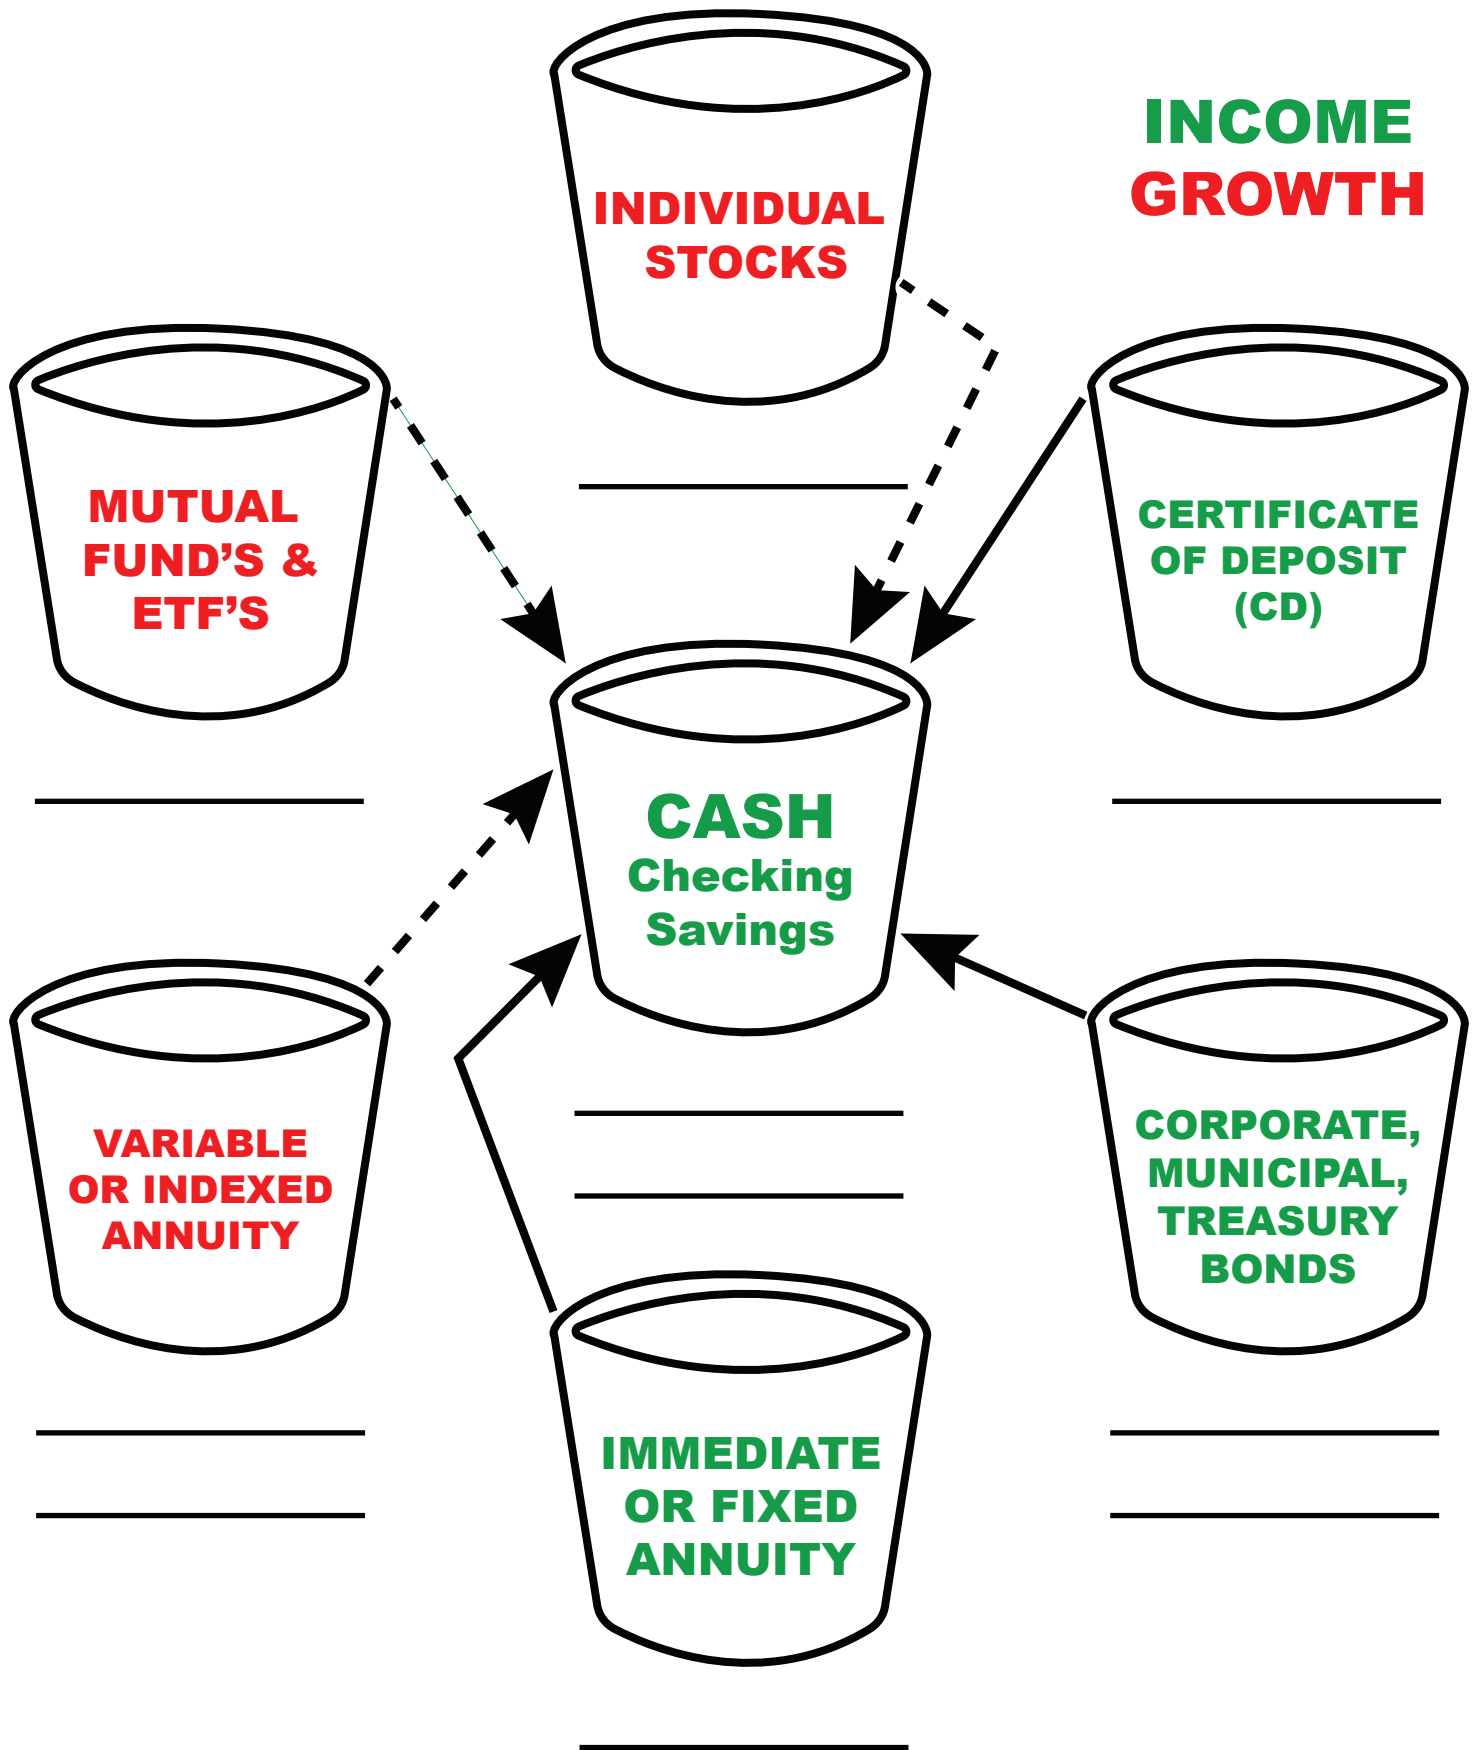 INDIVIDUAL
STOCKS
INCOME
GROWTH
MUTUAL
FUND’S &
ETF’S
CERTIFICATE
OF DEPOSIT
(CD)
CASH
Checking
Savings
VARIABLE
OR INDEXED
ANNUITY
CORPORATE,
MUNICIPAL,
TREASURY
BONDS
IMMEDIATE
OR FIXED
ANNUITY